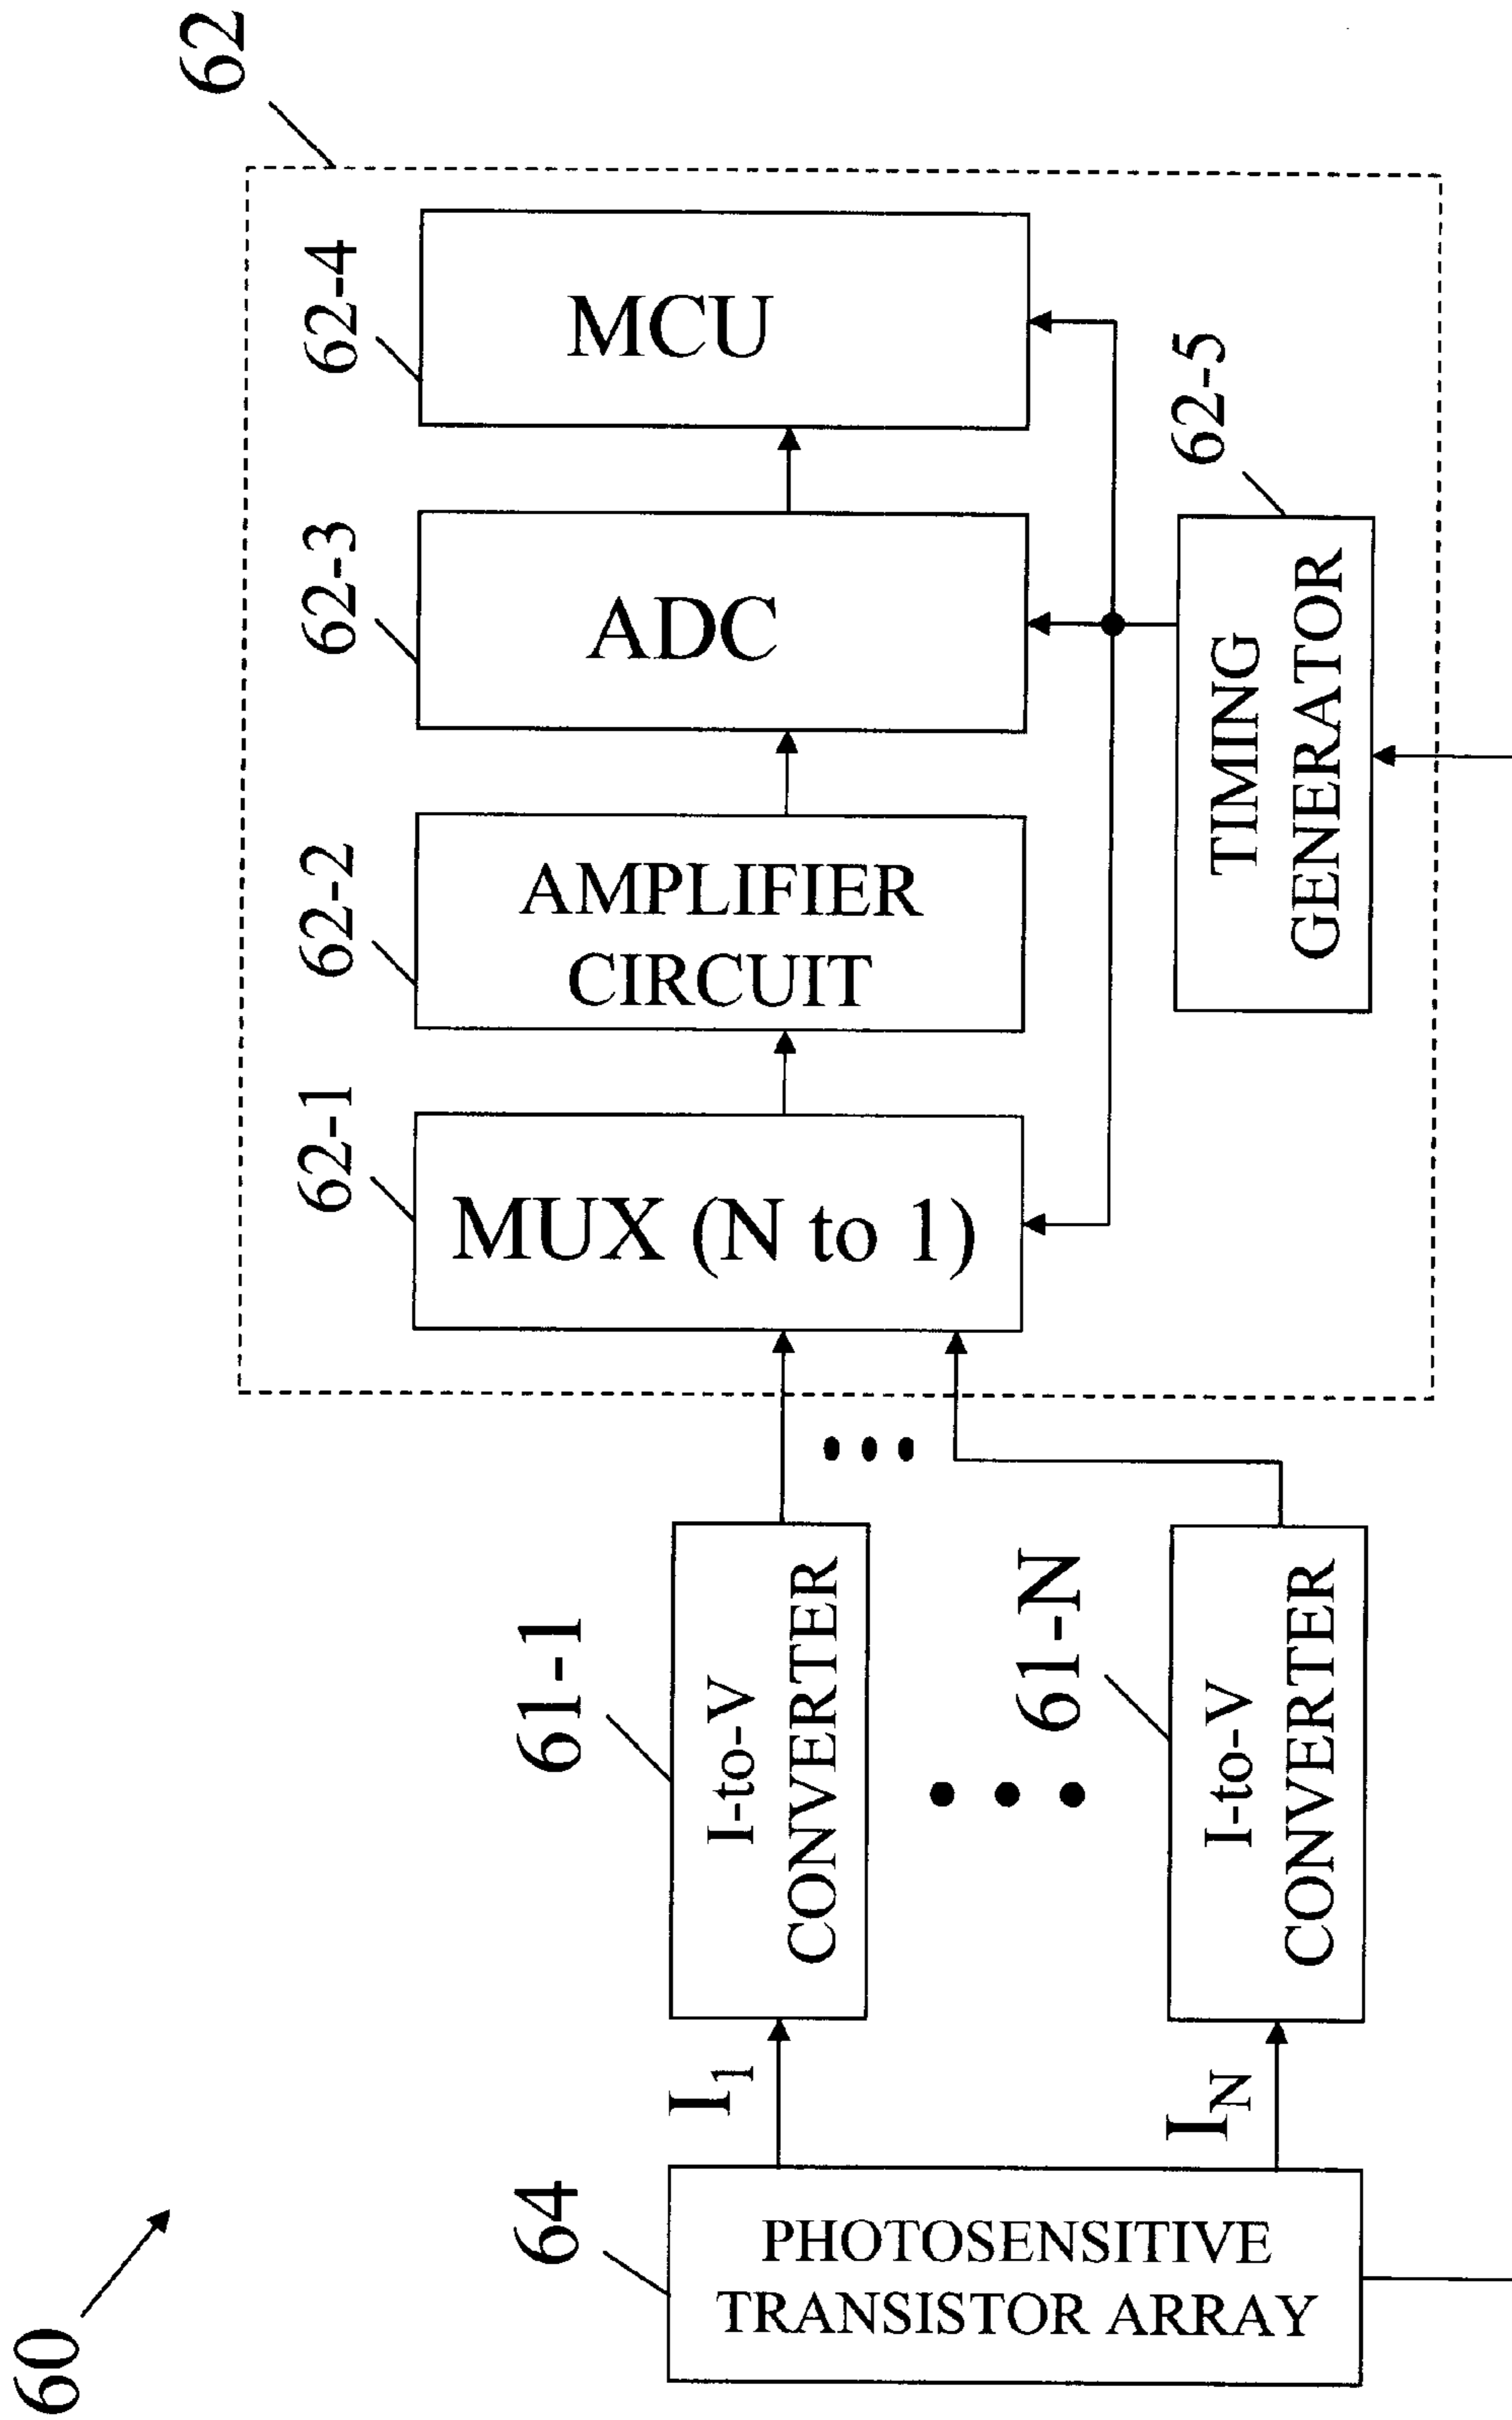 60
62
62-1
62-2
62-3
62-4
MUX (N to 1)
AMPLIFIER
CIRCUIT
ADC
MCU
62-5
TIMING
GENERATOR
61-1
I-to-V
CONVERTER
61-N
I-to-V
CONVERTER
I1
IN
64
PHOTOSENSITIVE
TRANSISTOR ARRAY